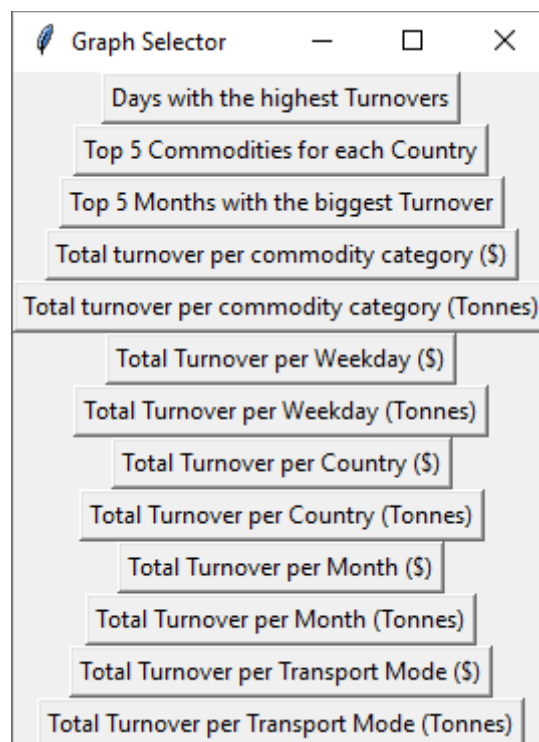 Graph Selector
Days with the highest Turnovers
Top 5 Commodities for each Country
Top 5 Months with the biggest Turnover
Total turnover per commodity category ($)
Total turnover per commodity category (Tonnes)
Total Turnover per Weekday ($)
Total Turnover per Weekday (Tonnes)
Total Turnover per Country ($)
Total Turnover per Country (Tonnes)
Total Turnover per Month ($)
Total Turnover per Month (Tonnes)
Total Turnover per Transport Mode ($)
Total Turnover per Transport Mode (Tonnes)